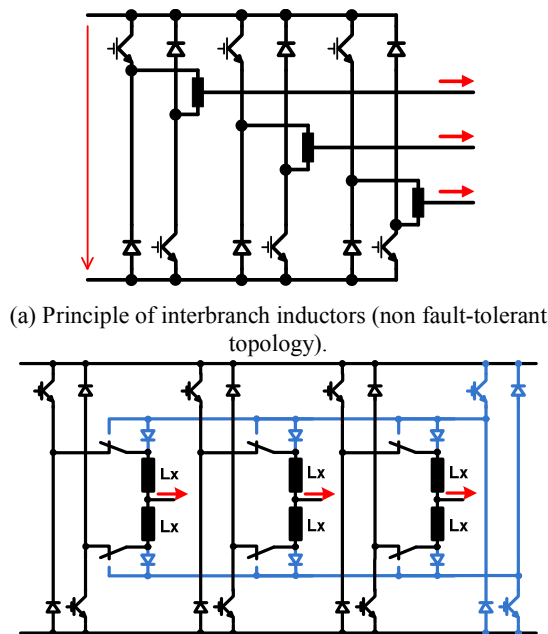 (a) Principle of interbranch inductors (non fault-tolerant
topology).
Lx Lx Lx
Lx Lx Lx